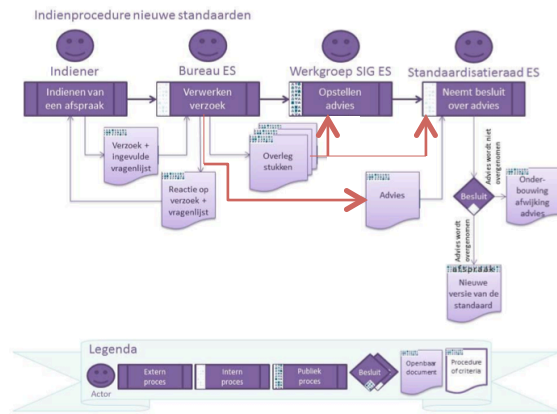 Indienprocedure nieuwe standaarden
Indiener
Bureau ES
Werkgroep SIG ES
Standaardisatieraad ES
Indienen van
een afspraak
Verwerken
verzoek
Opstellen
advies
Neemt besluit
over advies
Verzoek +
ingevulde
vragenlijst
Overleg
stukken
Reactie op
verzoek +
vragenlijst
Advies
Advies wordt niet
overgenomen
Besluit
Onder-
bouwing
afwijking
advies
Advies wordt
overgenomen
afspraak
Nieuwe
versie van de
standaard
Legenda
Actor
Extern
proces
Intern
proces
Publiek
proces
Besluit
Openbaar
document
Procedure
of criteria